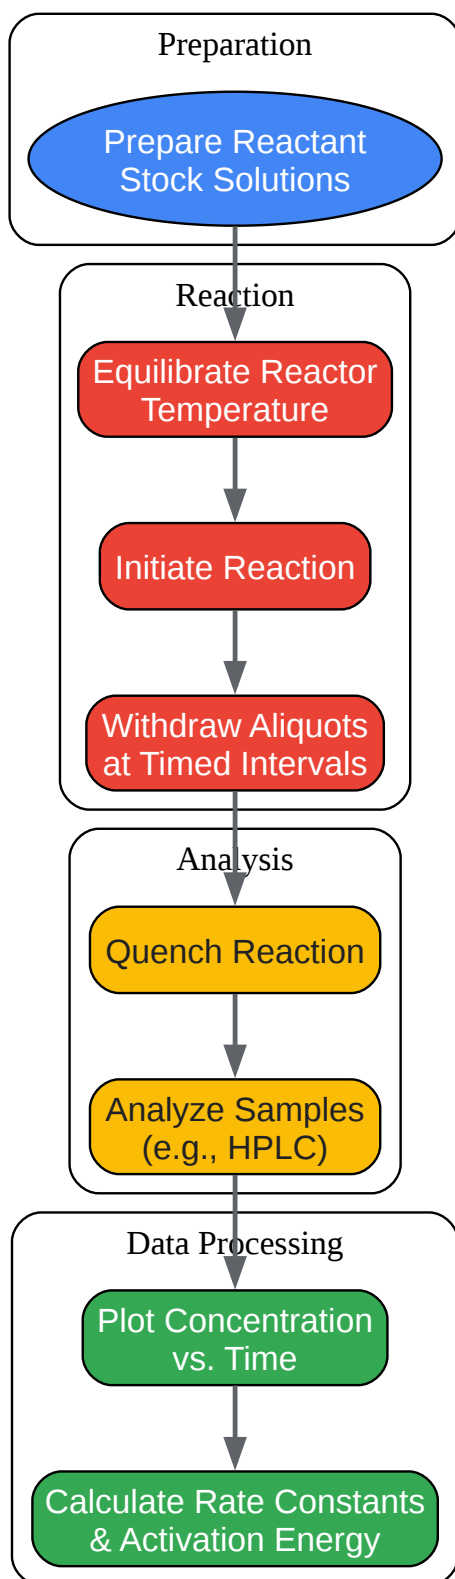 Preparation
Prepare Reactant
Stock Solutions
Reaction
Equilibrate Reactor
Temperature
Initiate Reaction
Withdraw Aliquots
at Timed Intervals
Analysis
Quench Reaction
Analyze Samples
(e.g., HPLC)
Data Processing
Plot Concentration
vs. Time
Calculate Rate Constants
& Activation Energy